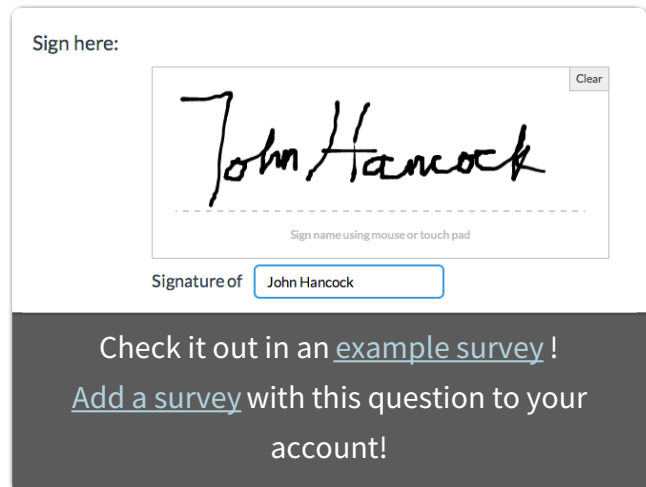 Sign here:
Clear
John Hancock
Sign name using mouse or touch pad
Signature of John Hancock
Check it out in an example survey !
Add a survey with this question to your
account!